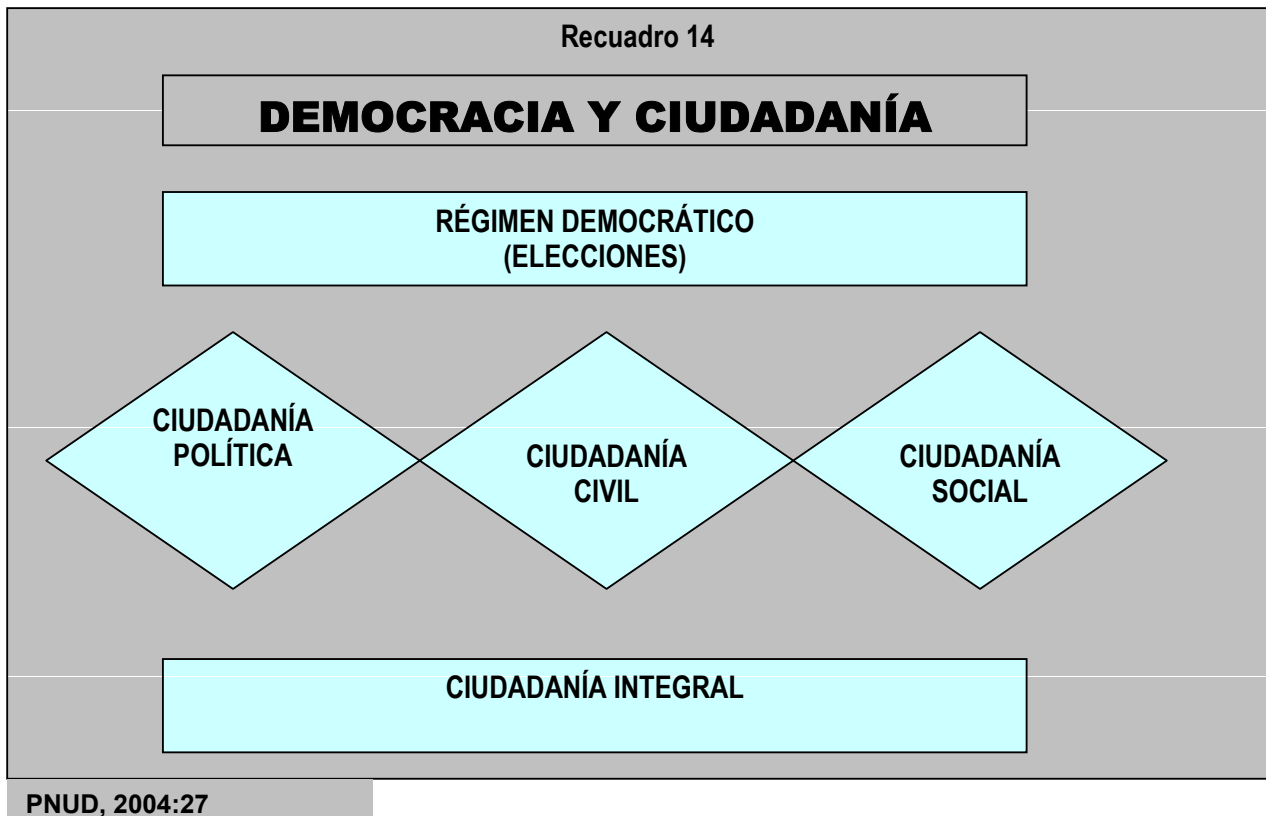 Recuadro 14
DEMOCRACIA Y CIUDADANÍA
RÉGIMEN DEMOCRÁTICO
(ELECCIONES)
CIUDADANÍA
POLÍTICA
CIUDADANÍA
CIVIL
CIUDADANÍA
SOCIAL
CIUDADANÍA INTEGRAL
PNUD, 2004:27